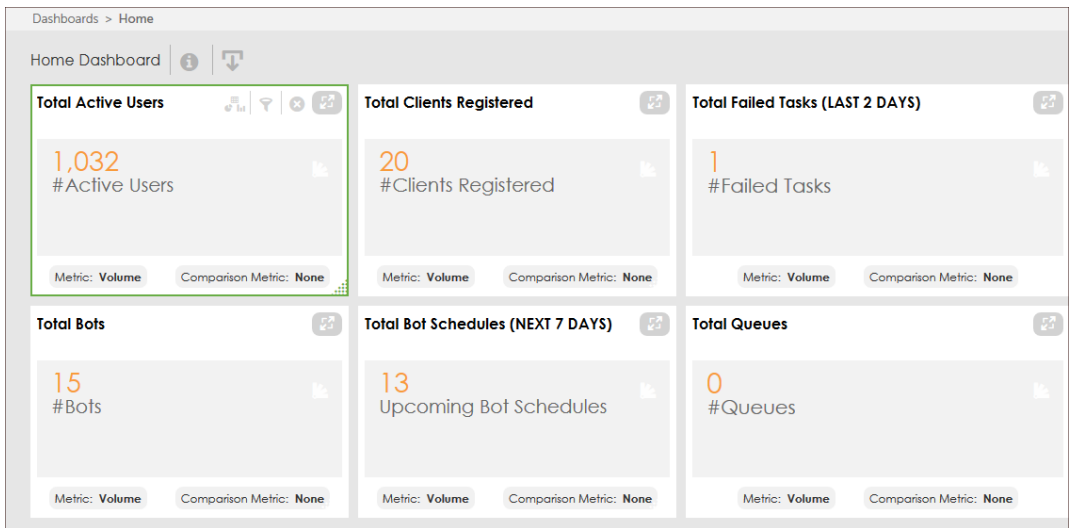 Dashboards > Home
Home Dashboard
Total Active Users
1,032
#Active Users
Metric: Volume
Comparison Metric: None
Total Clients Registered
20
#Clients Registered
Metric: Volume
Comparison Metric: None
Total Failed Tasks (LAST 2 DAYS)
1
#Failed Tasks
Metric: Volume
Comparison Metric: None
Total Bots
15
#Bots
Metric: Volume
Comparison Metric: None
Total Bot Schedules (NEXT 7 DAYS)
13
Upcoming Bot Schedules
Metric: Volume
Comparison Metric: None
Total Queues
0
#Queues
Metric: Volume
Comparison Metric: None